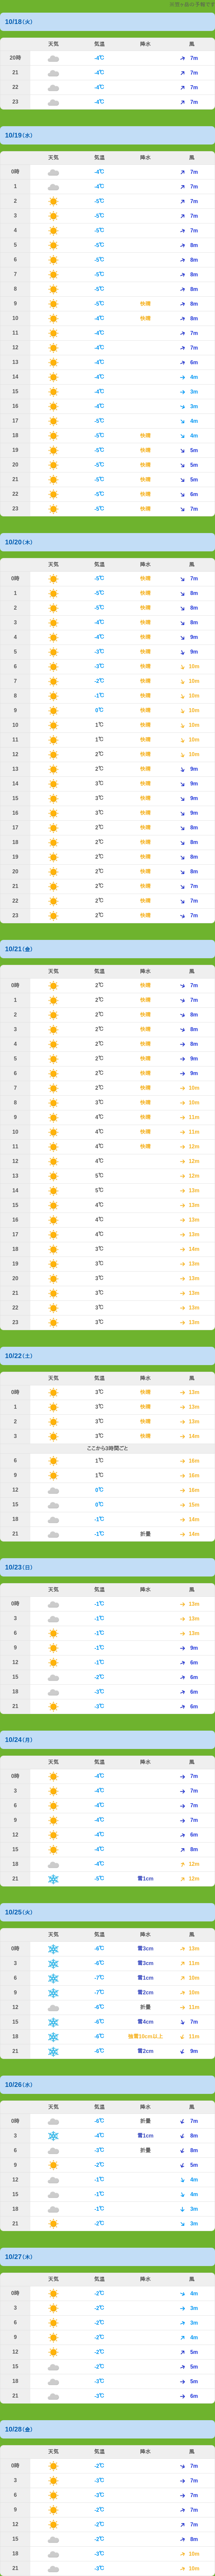 10/18(火)
天気 気温 降水 風
20時 -4℃ 7m
21 -4℃ 7m
22 -4℃ 7m
23 -4℃ 7m
10/19(水)
天気 気温 降水 風
0時 -4℃ 7m
1 -4℃ 7m
2 -5℃ 7m
3 -5℃ 7m
4 -5℃ 7m
5 -5℃ 8m
6 -5℃ 8m
7 -5℃ 8m
8 -5℃ 8m
9 -5℃ 快晴 8m
10 -4℃ 快晴 8m
11 -4℃ 7m
12 -4℃ 7m
13 -4℃ 6m
14 -4℃ 4m
15 -4℃ 3m
16 -4℃ 3m
17 -5℃ 4m
18 -5℃ 快晴 4m
19 -5℃ 快晴 5m
20 -5℃ 快晴 5m
21 -5℃ 快晴 5m
22 -5℃ 快晴 6m
23 -5℃ 快晴 7m
10/20(木)
天気 気温 降水 風
0時 -5℃ 快晴 7m
1 -5℃ 快晴 8m
2 -5℃ 快晴 8m
3 -4℃ 快晴 8m
4 -4℃ 快晴 9m
5 -3℃ 快晴 9m
6 -3℃ 快晴 10m
7 -2℃ 快晴 10m
8 -1℃ 快晴 10m
9 0℃ 快晴 10m
10 1℃ 快晴 10m
11 1℃ 快晴 10m
12 2℃ 快晴 10m
13 2℃ 快晴 9m
14 3℃ 快晴 9m
15 3℃ 快晴 9m
16 3℃ 快晴 9m
17 2℃ 快晴 8m
18 2℃ 快晴 8m
19 2℃ 快晴 8m
20 2℃ 快晴 8m
21 2℃ 快晴 7m
22 2℃ 快晴 7m
23 2℃ 快晴 7m
10/21(金)
天気 気温 降水 風
0時 2℃ 快晴 7m
1 2℃ 快晴 7m
2 2℃ 快晴 8m
3 2℃ 快晴 8m
4 2℃ 快晴 8m
5 2℃ 快晴 9m
6 2℃ 快晴 9m
7 2℃ 快晴 10m
8 3℃ 快晴 10m
9 4℃ 快晴 11m
10 4℃ 快晴 11m
11 4℃ 快晴 12m
12 4℃ 12m
13 5℃ 12m
14 5℃ 13m
15 4℃ 13m
16 4℃ 13m
17 4℃ 13m
18 3℃ 14m
19 3℃ 13m
20 3℃ 13m
21 3℃ 13m
22 3℃ 13m
23 3℃ 13m
10/22(土)
天気 気温 降水 風
0時 3℃ 快晴 13m
1 3℃ 快晴 13m
2 3℃ 快晴 13m
3 3℃ 快晴 14m
ここから3時間ごと
6 1℃ 16m
9 1℃ 16m
12 0℃ 16m
15 0℃ 15m
18 -1℃ 14m
21 -1℃ 折曇 14m
10/23(日)
天気 気温 降水 風
0時 -1℃ 13m
3 -1℃ 13m
6 -1℃ 13m
9 -1℃ 9m
12 -1℃ 6m
15 -2℃ 6m
18 -3℃ 6m
21 -3℃ 6m
10/24(月)
天気 気温 降水 風
0時 -4℃ 7m
3 -4℃ 7m
6 -4℃ 7m
9 -4℃ 7m
12 -4℃ 6m
15 -4℃ 8m
18 -4℃ 12m
21 -5℃ 雪1cm 12m
10/25(火)
天気 気温 降水 風
0時 -6℃ 雪3cm 13m
3 -6℃ 雪3cm 11m
6 -7℃ 雪1cm 10m
9 -7℃ 雪2cm 10m
12 -6℃ 折曇 11m
15 -6℃ 雪4cm 7m
18 -6℃ 強雪10cm以上 11m
21 -6℃ 雪2cm 9m
10/26(水)
天気 気温 降水 風
0時 -6℃ 折曇 7m
3 -4℃ 雪1cm 8m
6 -3℃ 折曇 8m
9 -2℃ 5m
12 -1℃ 4m
15 -1℃ 4m
18 -1℃ 3m
21 -2℃ 3m
10/27(木)
天気 気温 降水 風
0時 -2℃ 4m
3 -2℃ 3m
6 -2℃ 3m
9 -2℃ 4m
12 -2℃ 5m
15 -2℃ 5m
18 -3℃ 5m
21 -3℃ 6m
10/28(金)
天気 気温 降水 風
0時 -2℃ 7m
3 -3℃ 7m
6 -3℃ 7m
9 -2℃ 7m
12 -2℃ 7m
15 -2℃ 8m
18 -3℃ 10m
21 -3℃ 10m